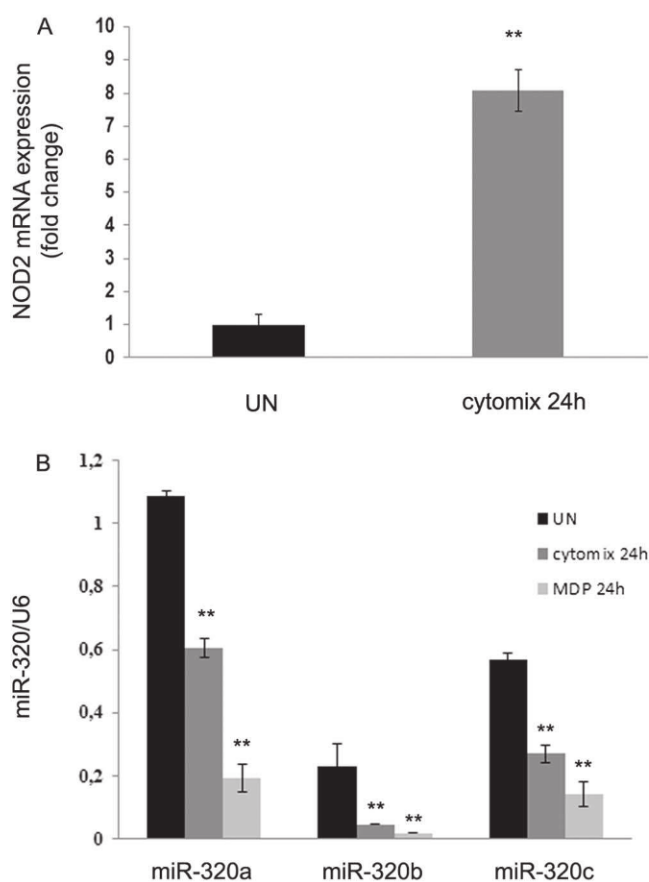 A
NOD2 mRNA expression
(fold change)
10
9
8
7
6
5
4
3
2
1
0
**
UN
cytomix 24h
B
miR-320/U6
1,2
1
0,8
0,6
0,4
0,2
0
UN
cytomix 24h
MDP 24h
**
**
**
**
**
**
miR-320a
miR-320b
miR-320c